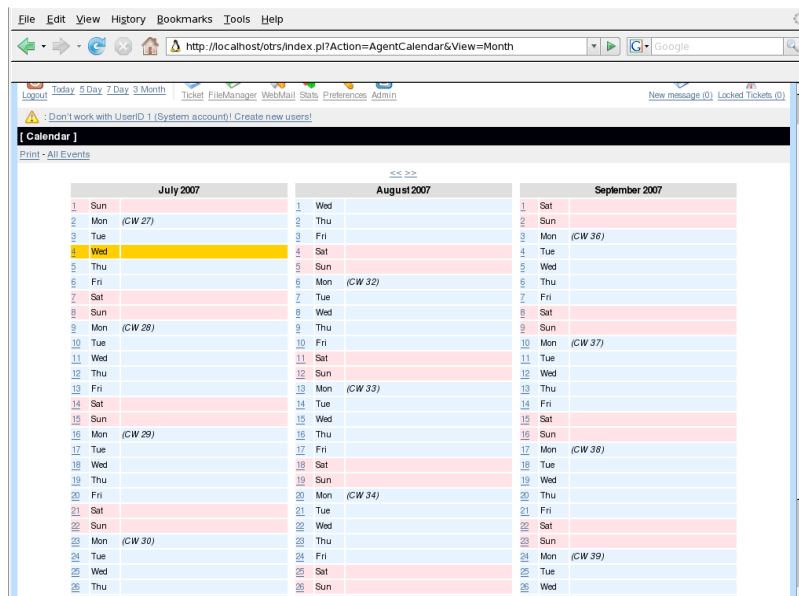 File Edit View History Bookmarks Tools Help
http://localhost/otrs/index.pl?Action=AgentCalendar&View=Month
G Google
Logout Today 5 Day 7 Day 3 Month Ticket FileManager WebMail Stats Preferences Admin New message (0) Locked Tickets (0)
: Don't work with UserID 1 (System account)! Create new users!
[ Calendar ]
Print - All Events
<< >>
July 2007 August 2007 September 2007
1 Sun 1 Wed 1 Sat
2 Mon (CW 27) 2 Thu 2 Sun
3 Tue 3 Fri 3 Mon (CW 36)
4 Wed 4 Sat 4 Tue
5 Thu 5 Sun 5 Wed
6 Fri 6 Mon (CW 32) 6 Thu
7 Sat 7 Tue 7 Fri
8 Sun 8 Wed 8 Sat
9 Mon (CW 28) 9 Thu 9 Sun
10 Tue 10 Fri 10 Mon (CW 37)
11 Wed 11 Sat 11 Tue
12 Thu 12 Sun 12 Wed
13 Fri 13 Mon (CW 33) 13 Thu
14 Sat 14 Tue 14 Fri
15 Sun 15 Wed 15 Sat
16 Mon (CW 29) 16 Thu 16 Sun
17 Tue 17 Fri 17 Mon (CW 38)
18 Wed 18 Sat 18 Tue
19 Thu 19 Sun 19 Wed
20 Fri 20 Mon (CW 34) 20 Thu
21 Sat 21 Tue 21 Fri
22 Sun 22 Wed 22 Sat
23 Mon (CW 30) 23 Thu 23 Sun
24 Tue 24 Fri 24 Mon (CW 39)
25 Wed 25 Sat 25 Tue
26 Thu 26 Sun 26 Wed